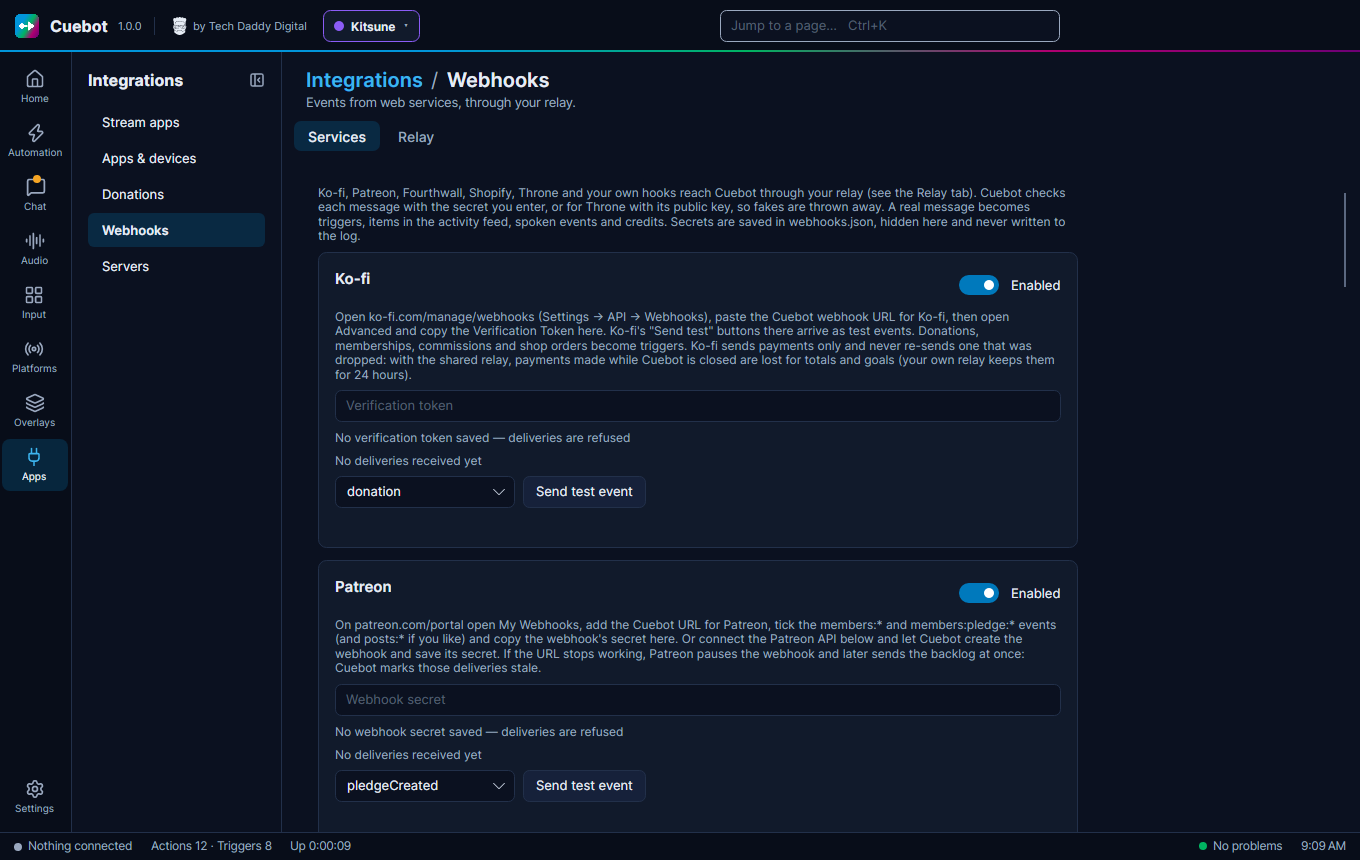 Cuebot 1.0.0 by Tech Daddy Digital Kitsune
Jump to a page... Ctrl+K
Home
Automation
Chat
Audio
Input
Platforms
Overlays
Apps
Settings
Integrations
Stream apps
Apps & devices
Donations
Webhooks
Servers
Integrations / Webhooks
Events from web services, through your relay.
Services Relay
Ko-fi, Patreon, Fourthwall, Shopify, Throne and your own hooks reach Cuebot through your relay (see the Relay tab). Cuebot checks
each message with the secret you enter, or for Throne with its public key, so fakes are thrown away. A real message becomes
triggers, items in the activity feed, spoken events and credits. Secrets are saved in webhooks.json, hidden here and never written to
the log.
Ko-fi
Enabled
Open ko-fi.com/manage/webhooks (Settings → API → Webhooks), paste the Cuebot webhook URL for Ko-fi, then open
Advanced and copy the Verification Token here. Ko-fi's "Send test" buttons there arrive as test events. Donations,
memberships, commissions and shop orders become triggers. Ko-fi sends payments only and never re-sends one that was
dropped: with the shared relay, payments made while Cuebot is closed are lost for totals and goals (your own relay keeps them
for 24 hours).
Verification token
No verification token saved — deliveries are refused
No deliveries received yet
donation Send test event
Patreon
Enabled
On patreon.com/portal open My Webhooks, add the Cuebot URL for Patreon, tick the members:* and members:pledge:* events
(and posts:* if you like) and copy the webhook's secret here. Or connect the Patreon API below and let Cuebot create the
webhook and save its secret. If the URL stops working, Patreon pauses the webhook and later sends the backlog at once:
Cuebot marks those deliveries stale.
Webhook secret
No webhook secret saved — deliveries are refused
No deliveries received yet
pledgeCreated Send test event
Nothing connected Actions 12 · Triggers 8 Up 0:00:09
No problems 9:09 AM